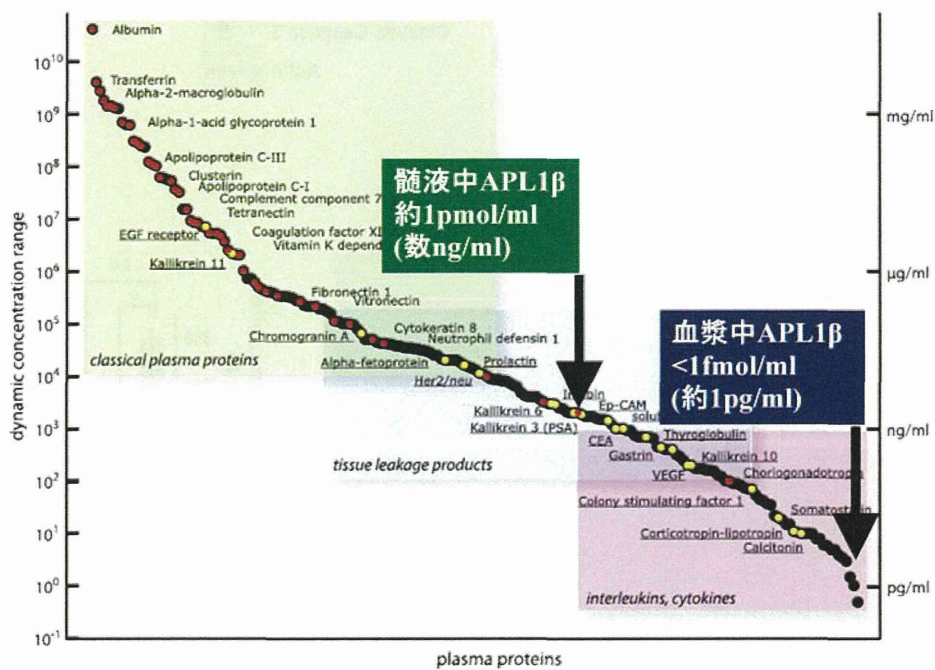 Albumin
10¹⁰
Transferrin
Alpha-2-macroglobulin
10⁹
mg/ml
Alpha-1-acid glycoprotein 1
10⁸
Apolipoprotein C-III
Clusterin
Apolipoprotein C-I
Complement component 7
10⁷
Tetranectin
EGF receptor
Coagulation factor XI
Vitamin K depend
Kallikrein 11
10⁶
μg/ml
髄液中APL1β
約1pmol/ml
(数ng/ml)
Fibronectin 1
Vitronectin
10⁵
Chromogranin A
Cytokeratin 8
Neutrophil defensin 1
classical plasma proteins
Alpha-fetoprotein
Prolactin
10⁴
Her2/neu
血漿中APL1β
<1fmol/ml
(約1pg/ml)
Kallikrein 6
Ep-CAM
Kallikrein 3 (PSA)
solu
10³
ng/ml
CEA
Thyroglobulin
tissue leakage products
Gastrin
Kallikrein 10
10²
VEGF
Choriogonadotropin
Colony stimulating factor 1
Somatostatin
10¹
Corticotropin-lipotropin
Calcitonin
10⁰
pg/ml
interleukins, cytokines
10⁻¹
dynamic concentration range
plasma proteins